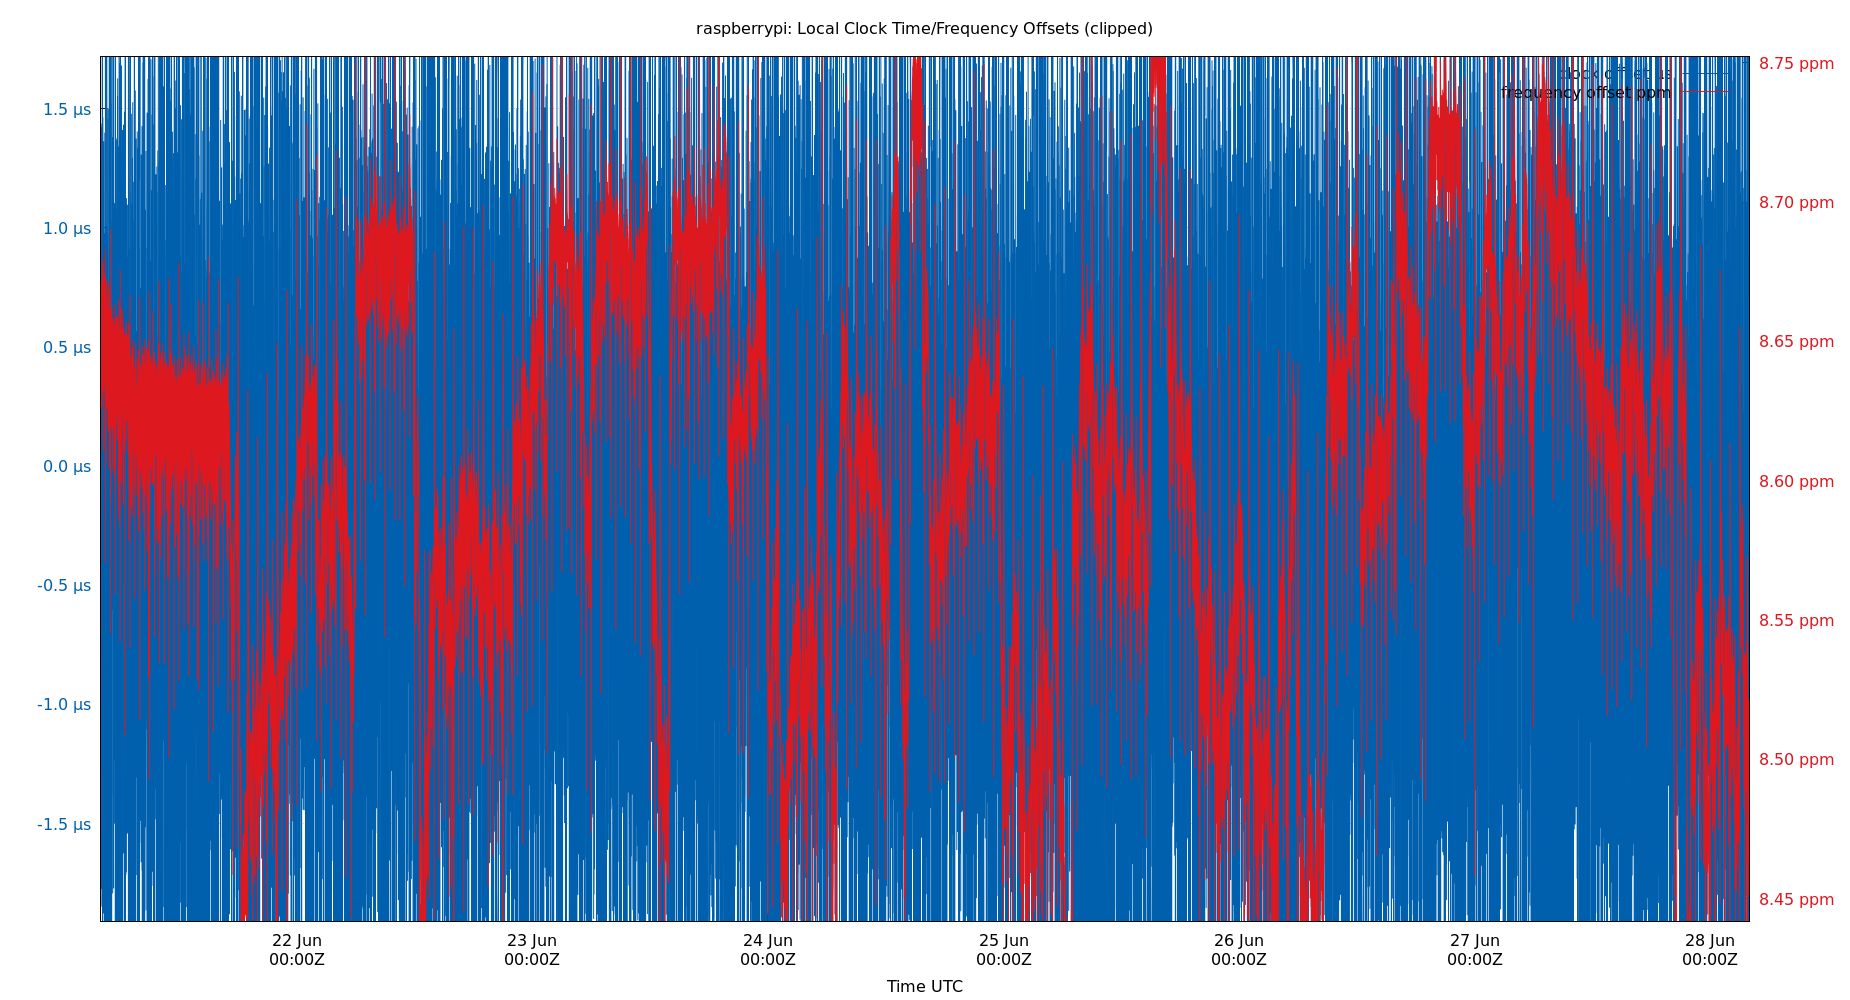 raspberrypi: Local Clock Time/Frequency Offsets (clipped)
clock offset µs
frequency offset ppm
1.5 µs
1.0 µs
0.5 µs
0.0 µs
-0.5 µs
-1.0 µs
-1.5 µs
8.75 ppm
8.70 ppm
8.65 ppm
8.60 ppm
8.55 ppm
8.50 ppm
8.45 ppm
22 Jun
00:00Z
23 Jun
00:00Z
24 Jun
00:00Z
25 Jun
00:00Z
26 Jun
00:00Z
27 Jun
00:00Z
28 Jun
00:00Z
Time UTC